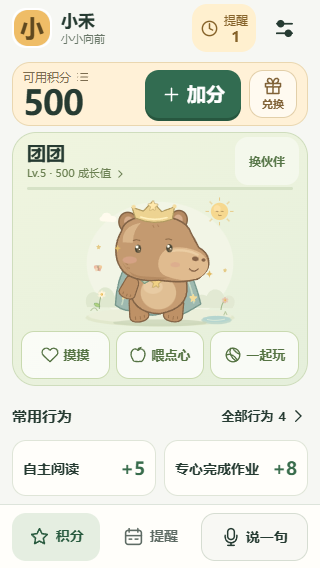 小
小禾
小小向前
提醒
1
可用积分
500
加分
兑换
团团
Lv.5 · 500 成长值
换伙伴
摸摸
喂点心
一起玩
常用行为
全部行为 4
自主阅读 +5
专心完成作业 +8
积分
提醒
说一句